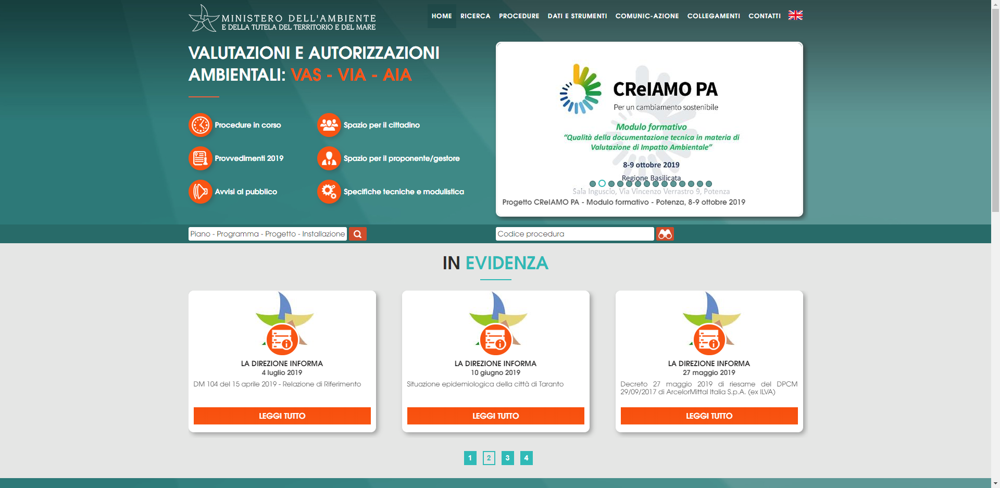 MINISTERO DELL'AMBIENTE
E DELLA TUTELA DEL TERRITORIO E DEL MARE
HOME RICERCA PROCEDURE DATI E STRUMENTI COMUNIC-AZIONE COLLEGAMENTI CONTATTI
VALUTAZIONI E AUTORIZZAZIONI
AMBIENTALI: VAS - VIA - AIA
Procedure in corso
Spazio per il cittadino
Provvedimenti 2019
Spazio per il proponente/gestore
Avvisi al pubblico
Specifiche tecniche e modulistica
CReIAMO PA
Per un cambiamento sostenibile
Modulo formativo
“Qualità della documentazione tecnica in materia di
Valutazione di Impatto Ambientale”
8-9 ottobre 2019
Regione Basilicata
Sala Inguscio, Via Vincenzo Verrastro 9, Potenza
Progetto CReIAMO PA - Modulo formativo - Potenza, 8-9 ottobre 2019
Piano - Programma - Progetto - Installazione
Codice procedura
IN EVIDENZA
LA DIREZIONE INFORMA
4 luglio 2019
DM 104 del 15 aprile 2019 - Relazione di Riferimento
LEGGI TUTTO
LA DIREZIONE INFORMA
10 giugno 2019
Situazione epidemiologica della città di Taranto
LEGGI TUTTO
LA DIREZIONE INFORMA
27 maggio 2019
Decreto 27 maggio 2019 di riesame del DPCM
29/09/2017 di ArcelorMittal Italia S.p.A. (ex ILVA)
LEGGI TUTTO
1 2 3 4